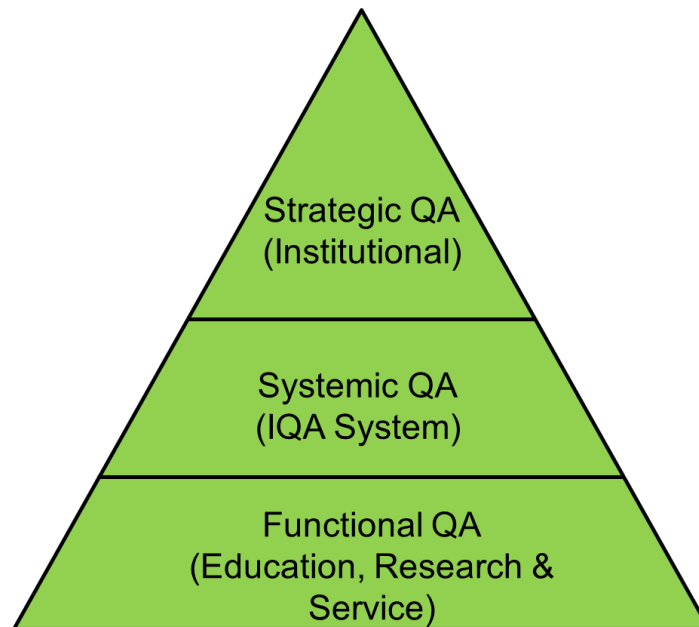 Strategic QA
(Institutional)
Systemic QA
(IQA System)
Functional QA
(Education, Research &
Service)